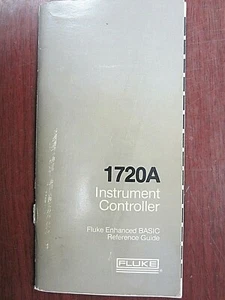 1720A
Instrument
Controller
Fluke Enhanced BASIC
Reference Guide
FLUKE